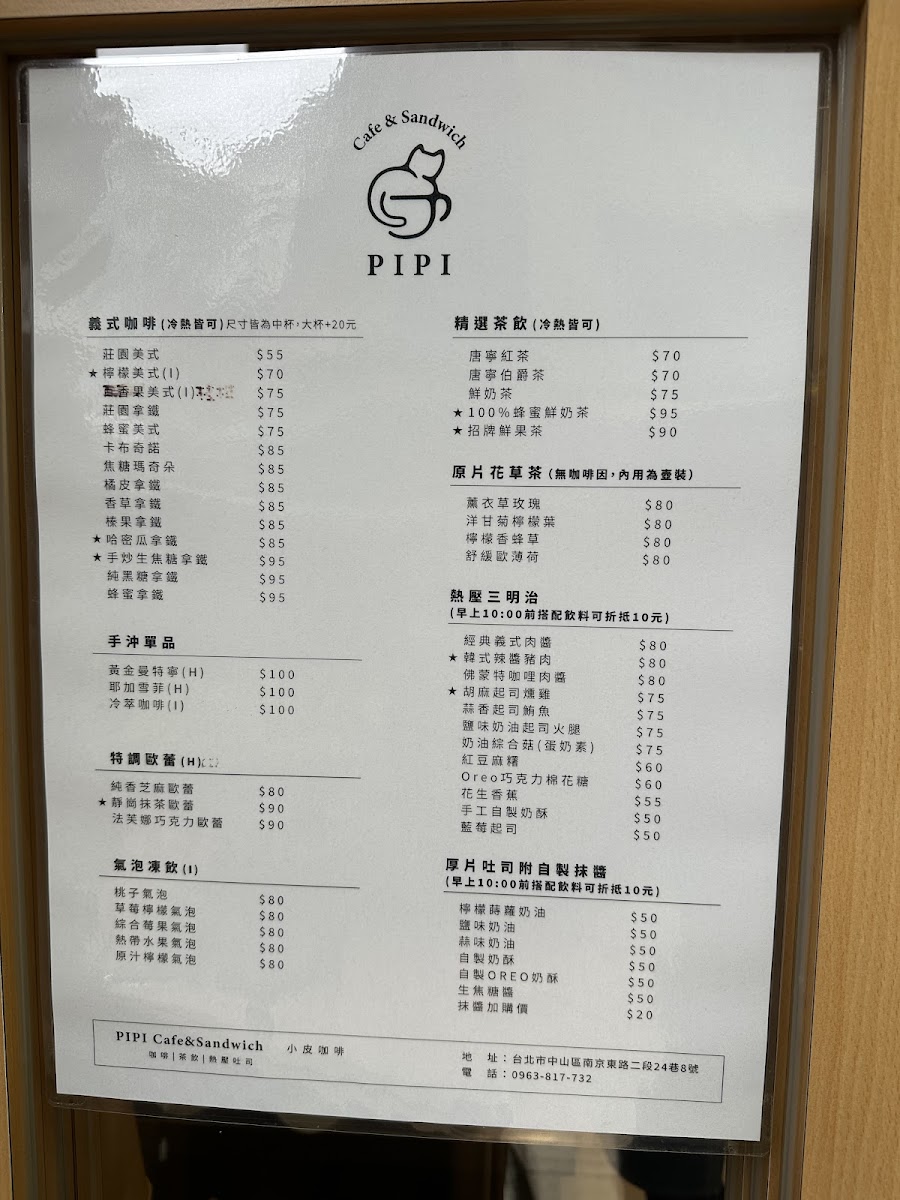 Cafe & Sandwich
PIPI
義式咖啡(冷熱皆可)尺寸皆為中杯,大杯+20元
莊園美式 $55
★檸檬美式(I) $70
果美式(I) $75
莊園拿鐵 $75
蜂蜜美式 $75
卡布奇諾 $85
焦糖瑪奇朵 $85
橘皮拿鐵 $85
香草拿鐵 $85
榛果拿鐵 $85
★哈密瓜拿鐵 $85
★手炒生焦糖拿鐵 $95
純黑糖拿鐵 $95
蜂蜜拿鐵 $95
手沖單品
黃金曼特寧(H) $100
耶加雪菲(H) $100
冷萃咖啡(I) $100
特調歐蕾(H)
純香芝麻歐蕾 $80
★靜岡抹茶歐蕾 $90
法芙娜巧克力歐蕾 $90
氣泡凍飲(I)
桃子氣泡 $80
草莓檸檬氣泡 $80
綜合莓果氣泡 $80
熱帶水果氣泡 $80
原汁檸檬氣泡 $80
精選茶飲(冷熱皆可)
唐寧紅茶 $70
唐寧伯爵茶 $70
鮮奶茶 $75
★100%蜂蜜鮮奶茶 $95
★招牌鮮果茶 $90
原片花草茶(無咖啡因,內用為壺裝)
薰衣草玫瑰 $80
洋甘菊檸檬葉 $80
檸檬香蜂草 $80
舒緩歐薄荷 $80
熱壓三明治
(早上10:00前搭配飲料可折抵10元)
經典義式肉醬 $80
★韓式辣醬豬肉 $80
佛蒙特咖哩肉醬 $80
★胡麻起司燻雞 $75
蒜香起司鮪魚 $75
鹽味奶油起司火腿 $75
奶油綜合菇(蛋奶素) $75
紅豆麻糬 $60
Oreo巧克力棉花糖 $60
花生香蕉 $55
手工自製奶酥 $50
藍莓起司 $50
厚片吐司附自製抹醬
(早上10:00前搭配飲料可折抵10元)
檸檬蒔蘿奶油 $50
鹽味奶油 $50
蒜味奶油 $50
自製奶酥 $50
自製OREO奶酥 $50
生焦糖醬 $50
抹醬加購價 $20
PIPI Cafe&Sandwich 小皮咖啡
咖啡|茶飲|熱壓吐司
地 址:台北市中山區南京東路二段24巷8號
電 話:0963-817-732